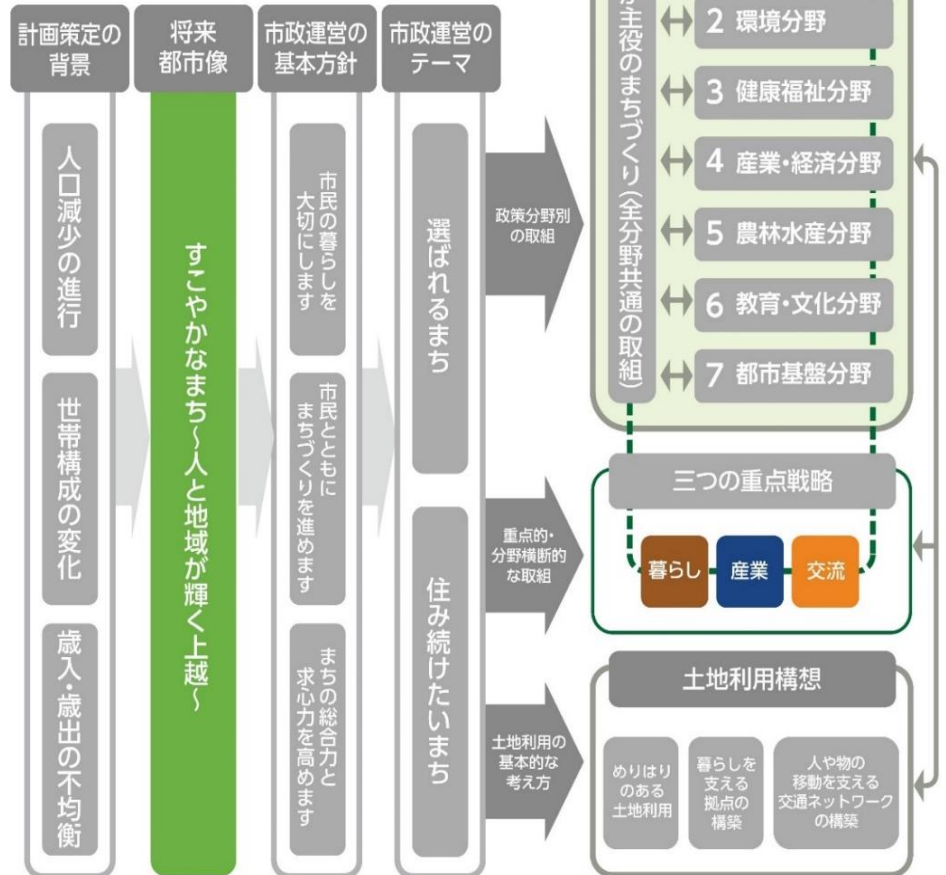 計画策定の
背景
人口減少の進行
世帯構成の変化
歳入・歳出の不均衡
将来
都市像
すこやかなまち～人と地域が輝く上越～
市政運営の
基本方針
市民の暮らしを
大切にします
市民とともに
まちづくりを進めます
まちの総合力と
求心力を高めます
市政運営の
テーマ
選ばれるまち
住み続けたいまち
政策分野別
の取組
重点的・
分野横断的
な取組
土地利用の
基本的な
考え方
主役のまちづくり(全分野共通の取組)
2 環境分野
3 健康福祉分野
4 産業・経済分野
5 農林水産分野
6 教育・文化分野
7 都市基盤分野
三つの重点戦略
暮らし
産業
交流
土地利用構想
めりはり
のある
土地利用
暮らしを
支える
拠点の
構築
人や物の
移動を支える
交通ネットワーク
の構築